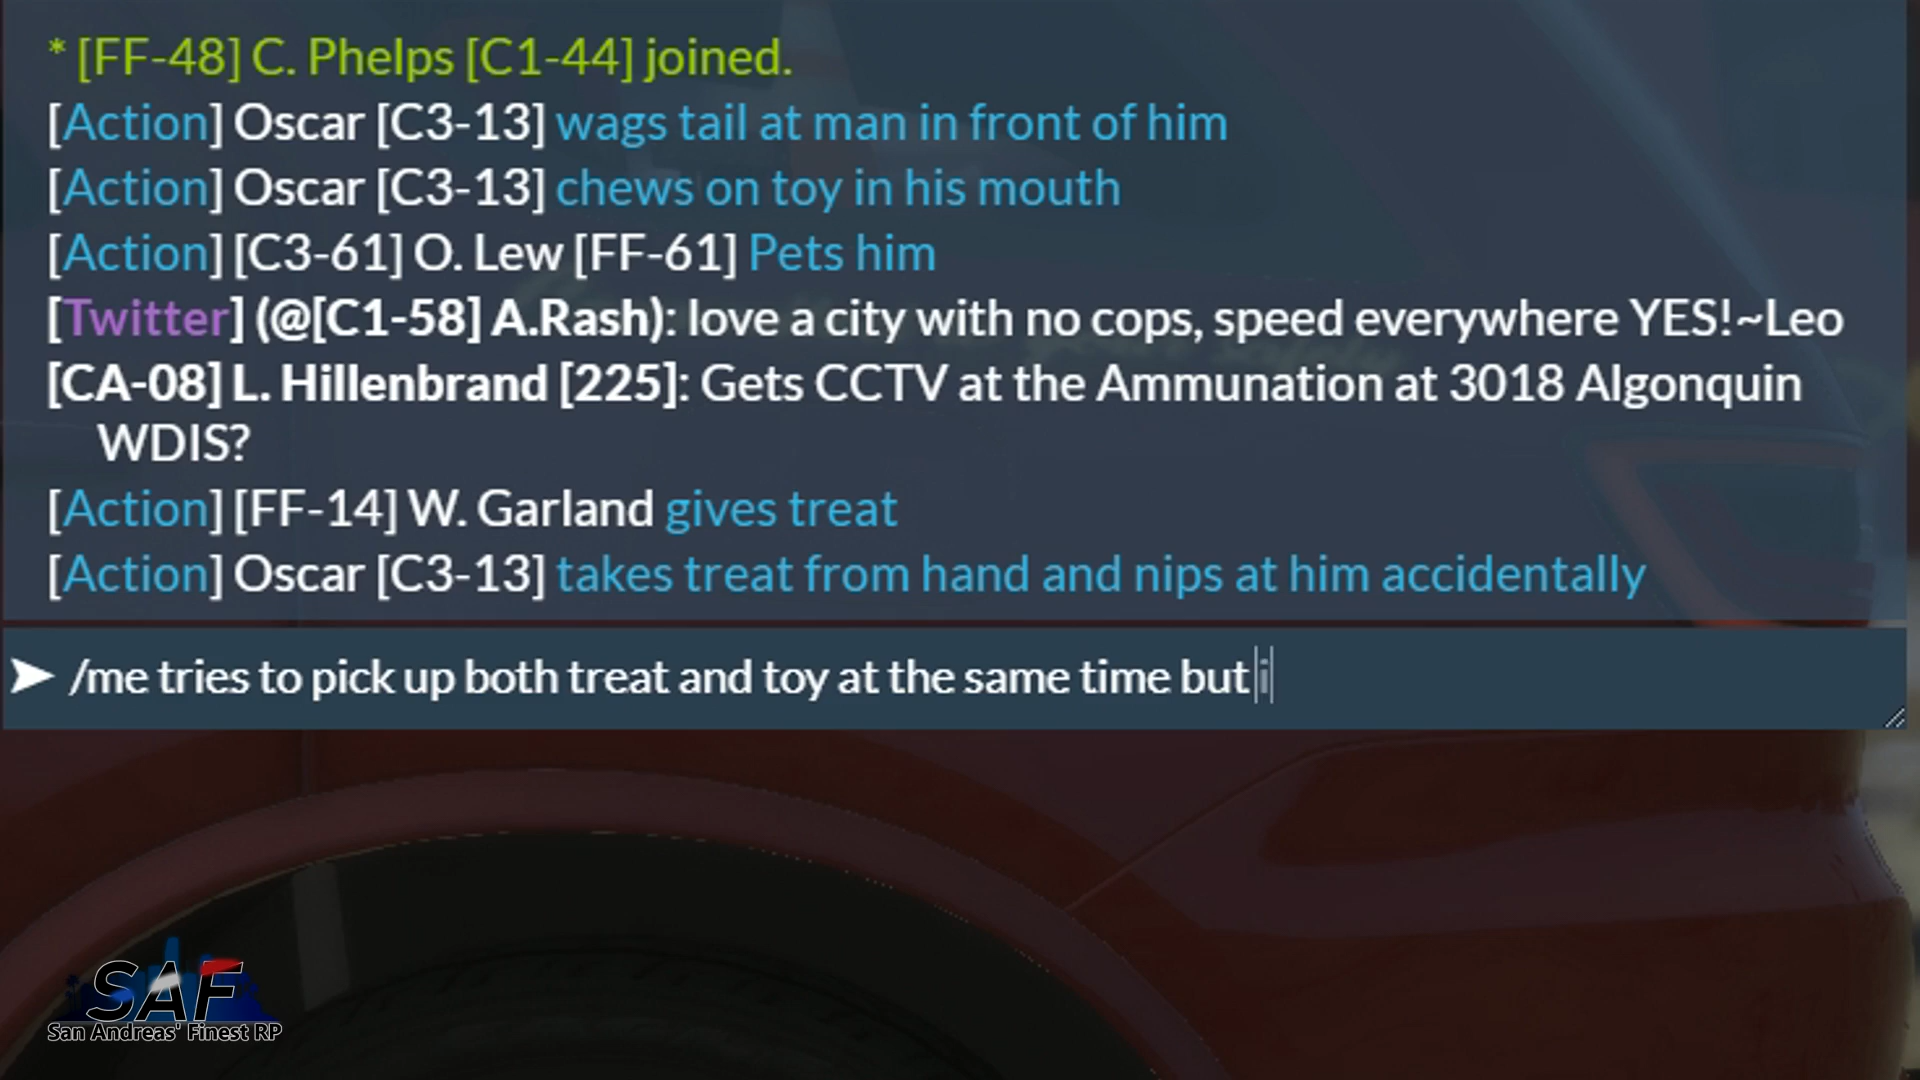 * [FF-48] C. Phelps [C1-44] joined.
[Action] Oscar [C3-13] wags tail at man in front of him
[Action] Oscar [C3-13] chews on toy in his mouth
[Action] [C3-61] O. Lew [FF-61] Pets him
[Twitter] (@[C1-58] A.Rash): love a city with no cops, speed everywhere YES!~Leo
[CA-08] L. Hillenbrand [225]: Gets CCTV at the Ammunation at 3018 Algonquin
WDIS?
[Action] [FF-14] W. Garland gives treat
[Action] Oscar [C3-13] takes treat from hand and nips at him accidentally
/me tries to pick up both treat and toy at the same time but i
SAF
San Andreas' Finest RP